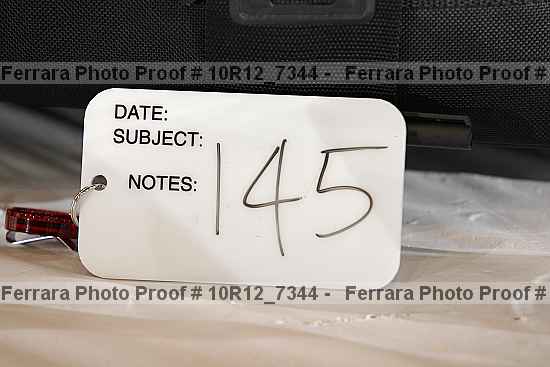 Ferrara Photo Proof # 10R12_7344 - Ferrara Photo Proof #
DATE:
SUBJECT:
NOTES: 145
Ferrara Photo Proof # 10R12_7344 - Ferrara Photo Proof #